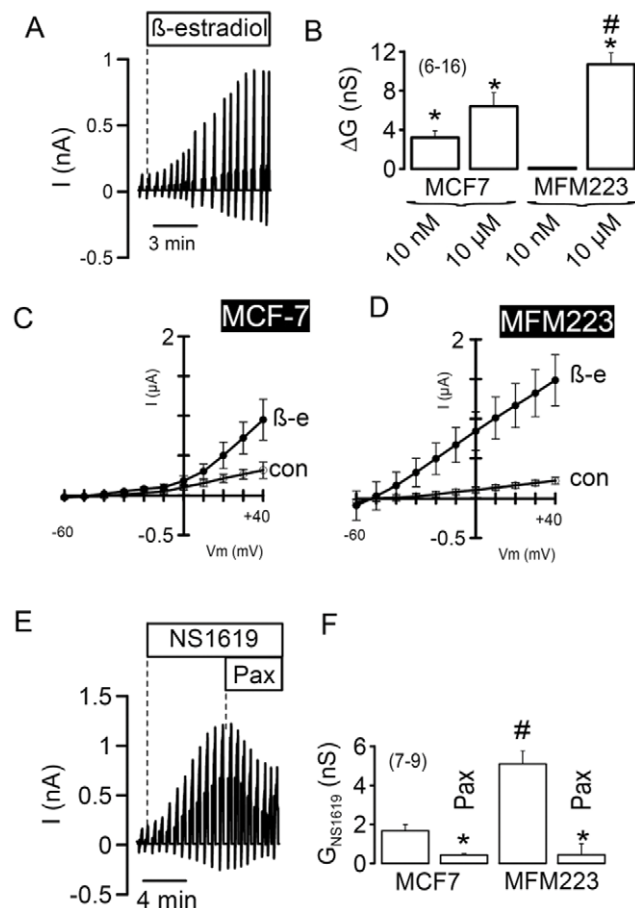 A
ß-estradiol
1
0.5
0
-0.5
I (nA)
3 min
B
12
8
4
0
ΔG (nS)
(6-16)
*
*
#
*
MCF7
MFM223
10 nM
10 µM
10 nM
10 µM
C
MCF-7
2
I (µA)
ß-e
con
-60
+40
-0.5
Vm (mV)
D
MFM223
2
I (µA)
ß-e
con
-60
+40
-0.5
Vm (mV)
E
NS1619
Pax
1.5
1
0.5
0
-0.5
I (nA)
4 min
F
6
4
2
0
GNS1619 (nS)
(7-9)
Pax
*
#
Pax
*
MCF7
MFM223